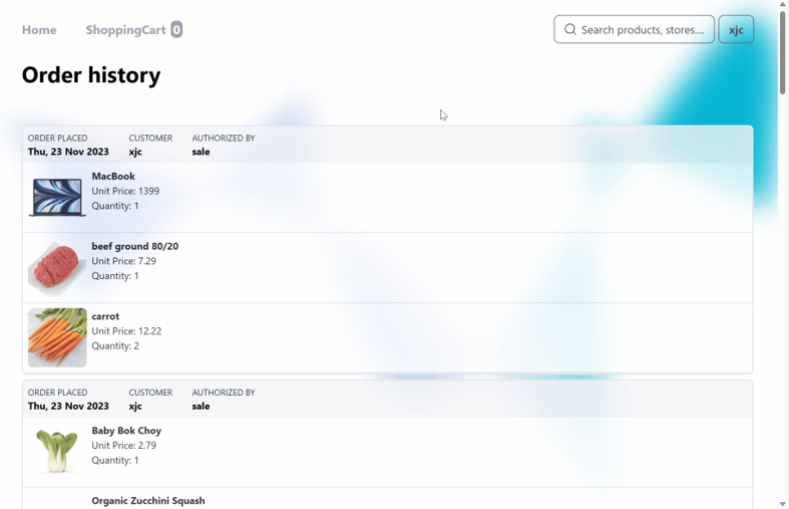 Home ShoppingCart 0 Search products, stores.... xjc
Order history
ORDER PLACED CUSTOMER AUTHORIZED BY
Thu, 23 Nov 2023 xjc sale
MacBook
Unit Price: 1399
Quantity: 1
beef ground 80/20
Unit Price: 7.29
Quantity: 1
carrot
Unit Price: 12.22
Quantity: 2
ORDER PLACED CUSTOMER AUTHORIZED BY
Thu, 23 Nov 2023 xjc sale
Baby Bok Choy
Unit Price: 2.79
Quantity: 1
Organic Zucchini Squash